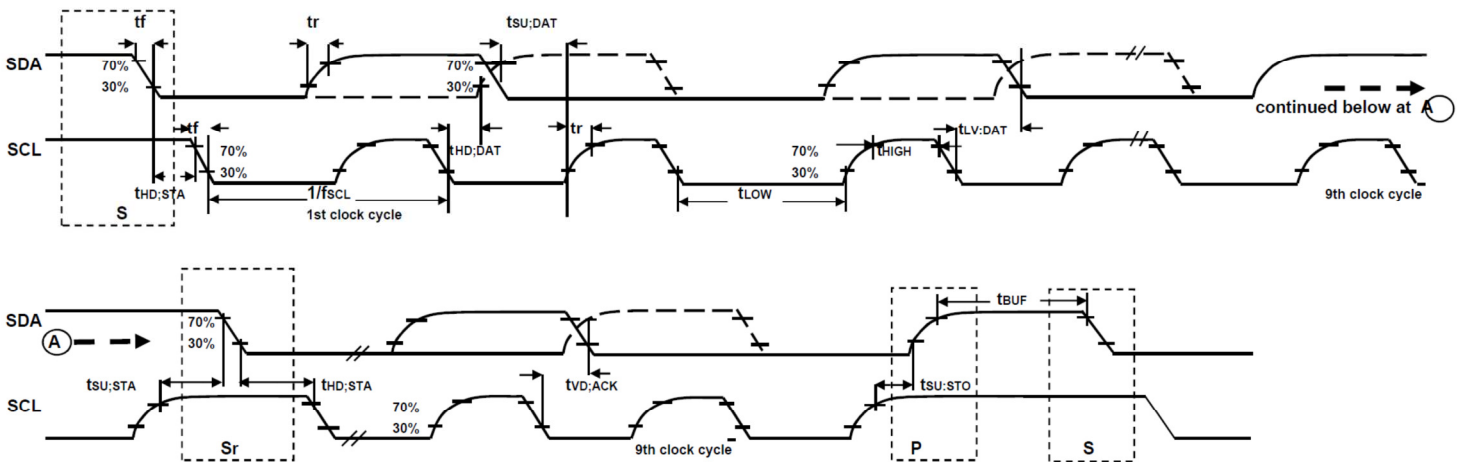 tf tr tSU;DAT
SDA 70% 70%
30% 30%
continued below at A
tf tr tLV:DAT
SCL 70% tHD;DAT 70% tHIGH
30% 30%
tHD;STA 1/fSCL tLOW
S 1st clock cycle 9th clock cycle
tBUF
SDA 70%
A 30%
tSU;STA tHD;STA tVD;ACK tSU:STO
SCL 70%
30%
Sr 9th clock cycle P S